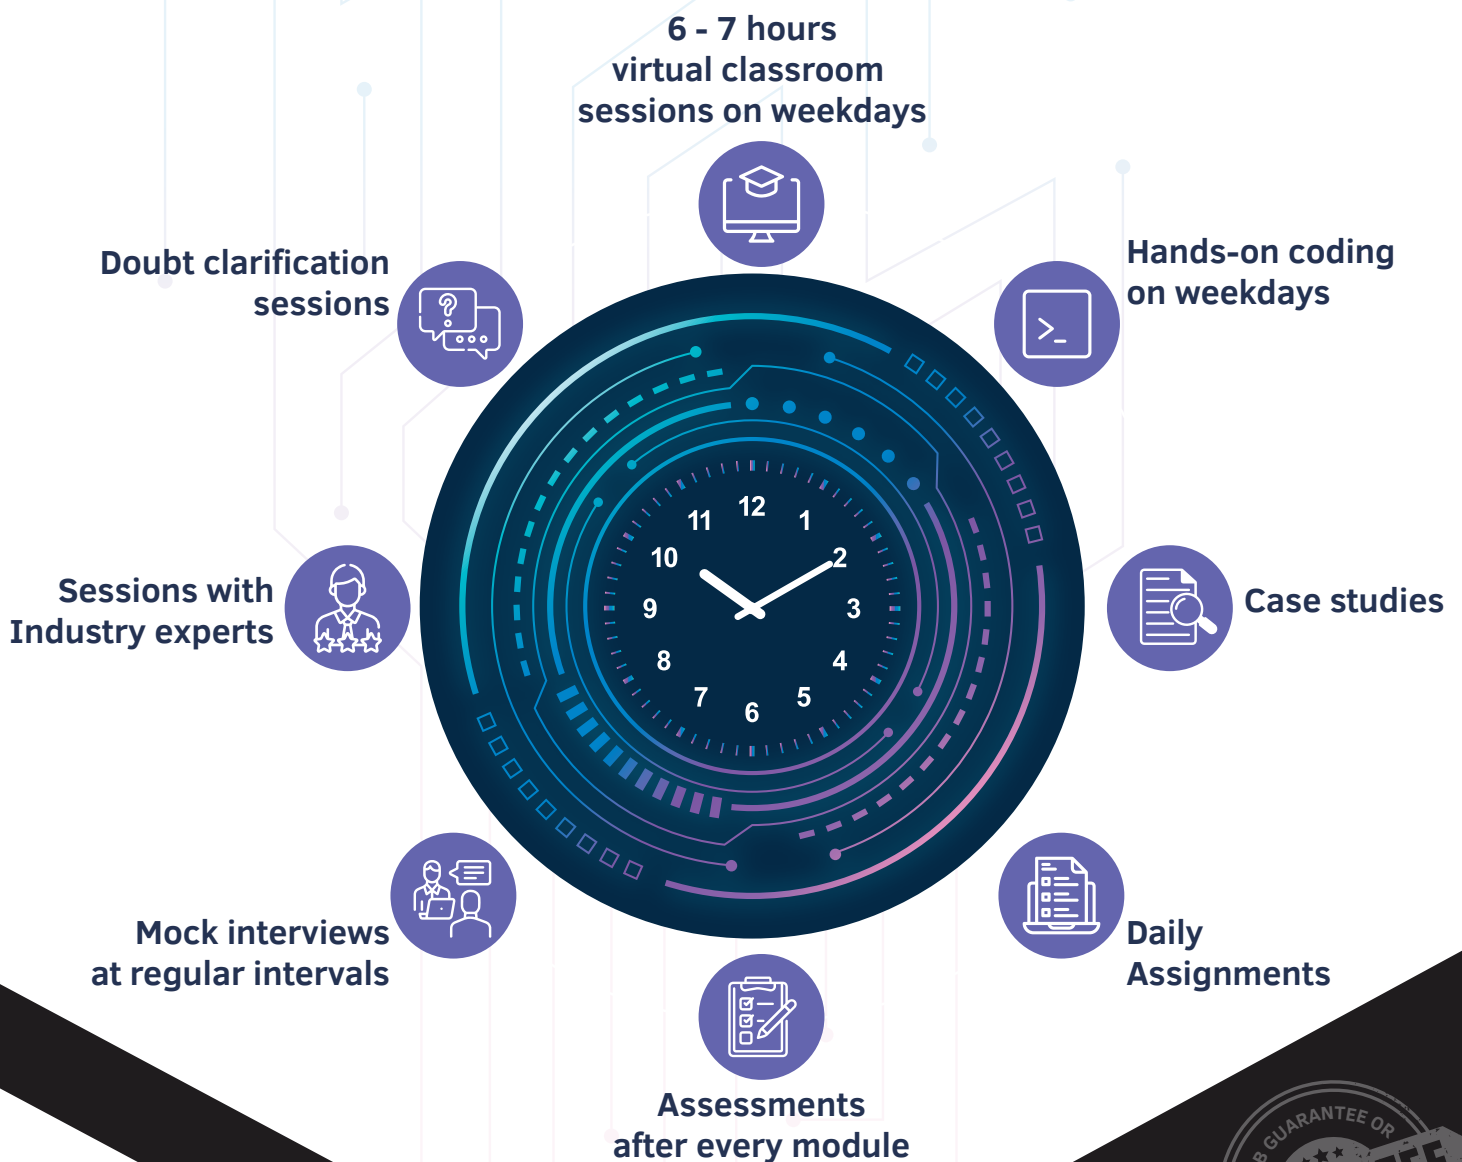 6 - 7 hours
virtual classroom
sessions on weekdays
Hands-on coding
on weekdays
Doubt clarification
sessions
?
>_
12
1
2
3
4
5
6
7
8
9
10
11
Case studies
Sessions with
Industry experts
Daily
Assignments
Mock interviews
at regular intervals
Assessments
after every module
GUARANTEE OR